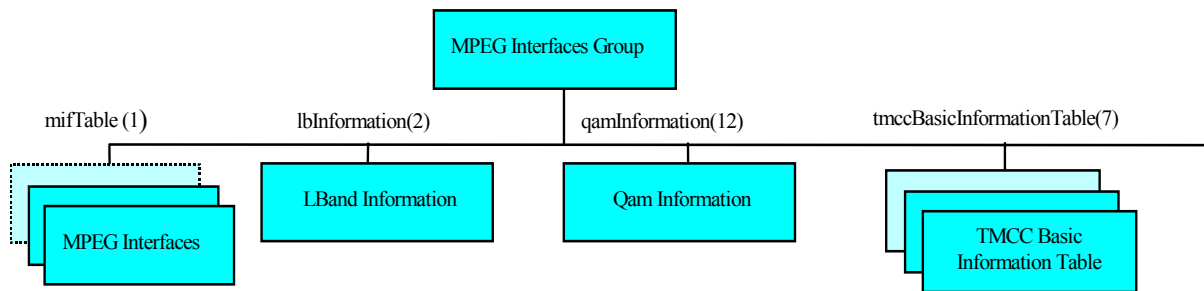 MPEG Interfaces Group
mifTable (1)
lbInformation(2)
qamInformation(12)
tmccBasicInformationTable(7)
MPEG Interfaces
LBand Information
Qam Information
TMCC Basic
Information Table